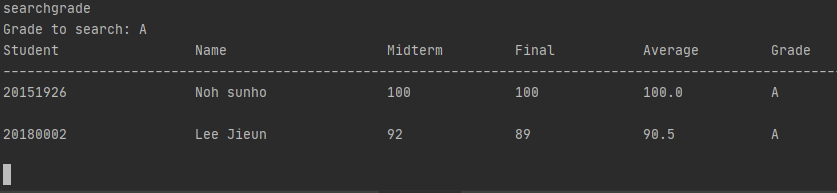 searchgrade
Grade to search: A
Student Name Midterm Final Average Grade
--------------------------------------------------------------------------------------------------------
20151926 Noh sunho 100 100 100.0 A
20180002 Lee Jieun 92 89 90.5 A